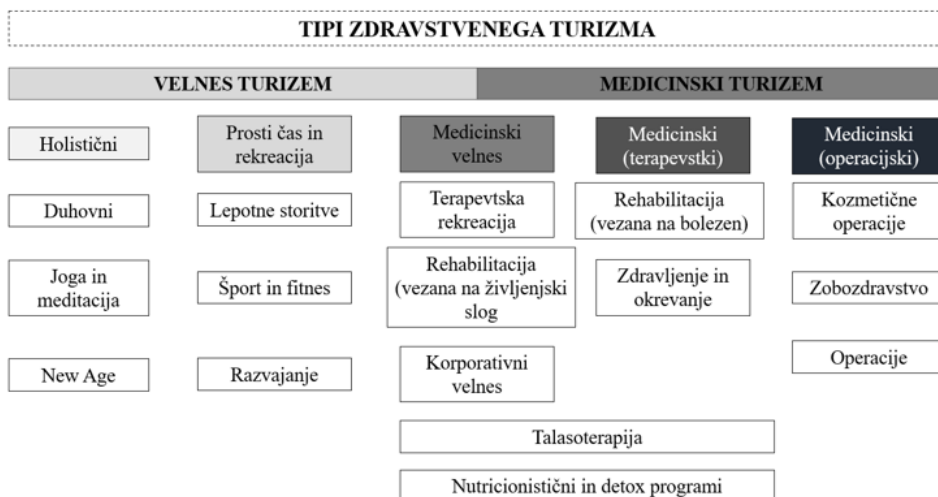 TIPI ZDRAVSTVENEGA TURIZMA
VELNES TURIZEM
MEDICINSKI TURIZEM
Holistični
Prosti čas in
rekreacija
Medicinski
velnes
Medicinski
(terapevstki)
Medicinski
(operacijski)
Duhovni
Lepotne storitve
Terapevtska
rekreacija
Rehabilitacija
(vezana na bolezen)
Kozmetične
operacije
Joga in
meditacija
Šport in fitnes
Rehabilitacija
(vezana na življenjski
slog
Zdravljenje in
okrevanje
Zobozdravstvo
New Age
Razvajanje
Korporativni
velnes
Operacije
Talasoterapija
Nutricionistični in detox programi